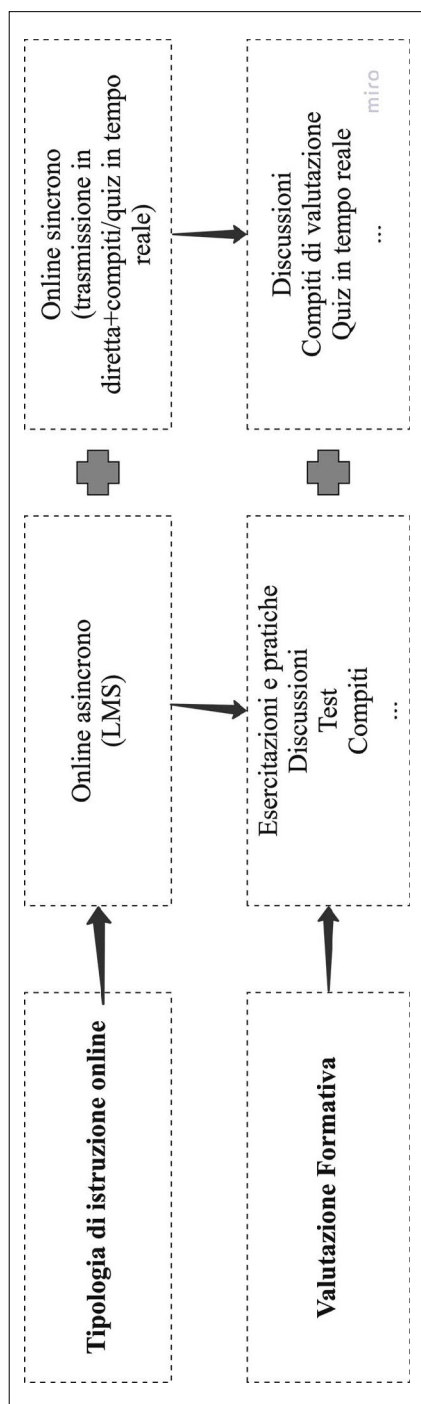 Tipologia di istruzione online
Online asincrono
(LMS)
Online sincrono
(trasmissione in
diretta+compiti/quiz in tempo
reale)
Valutazione Formativa
Esercitazioni e pratiche
Discussioni
Test
Compiti
...
Discussioni
Compiti di valutazione
Quiz in tempo reale
...
miro